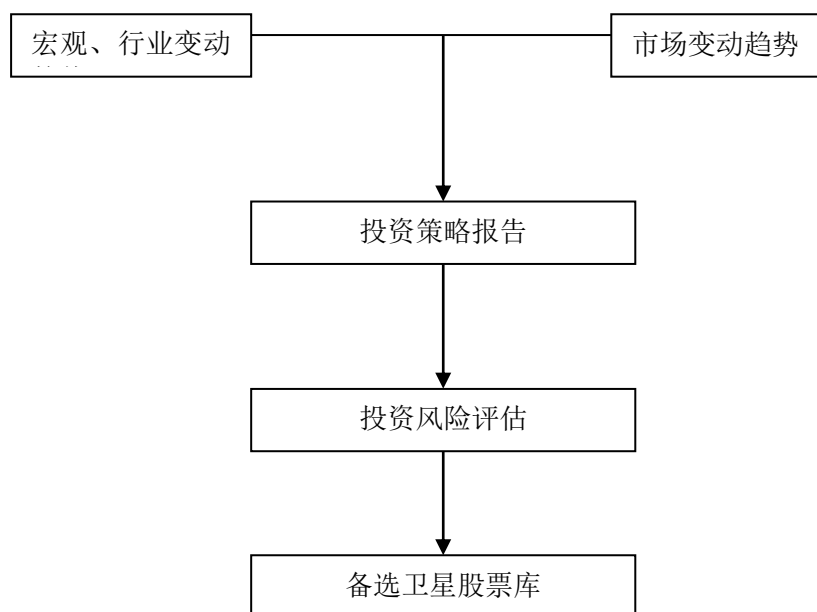 宏观、行业变动
市场变动趋势
投资策略报告
投资风险评估
备选卫星股票库